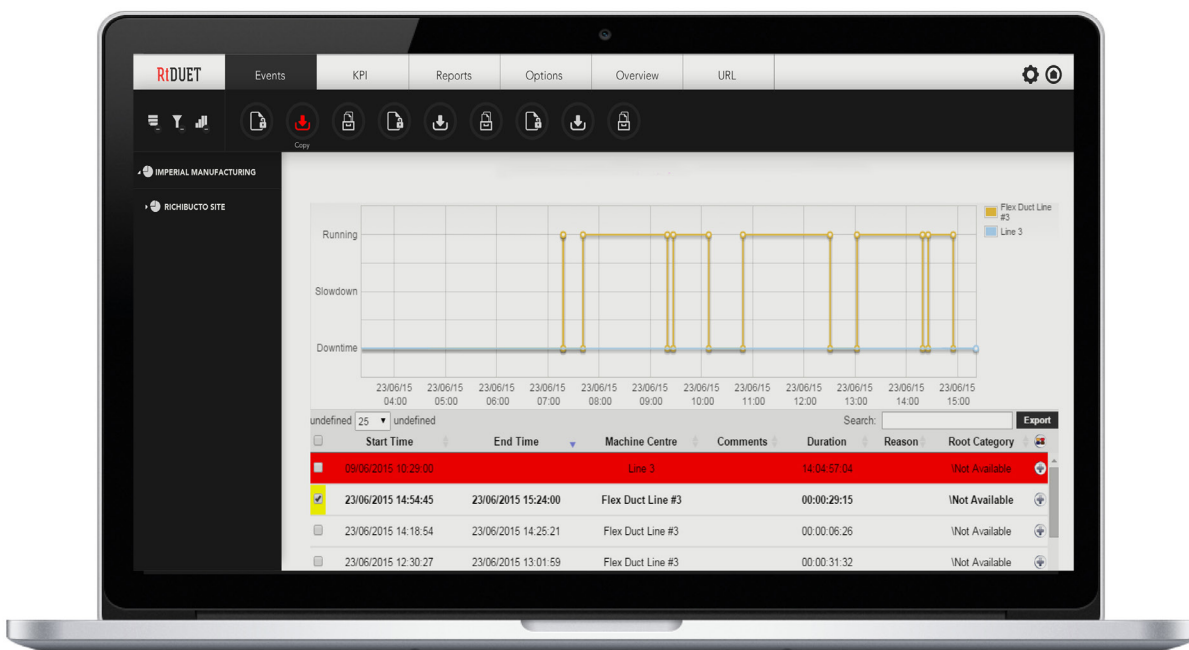 RtDUET
Events
KPI
Reports
Options
Overview
URL
Copy
IMPERIAL MANUFACTURING
RICHIBUCTO SITE
Running
Slowdown
Downtime
Flex Duct Line
#3
Line 3
23/06/15 23/06/15 23/06/15 23/06/15 23/06/15 23/06/15 23/06/15 23/06/15 23/06/15 23/06/15 23/06/15 23/06/15
04:00 05:00 06:00 07:00 08:00 09:00 10:00 11:00 12:00 13:00 14:00 15:00
undefined 25 undefined Search: Export
Start Time End Time Machine Centre Comments Duration Reason Root Category
09/06/2015 10:29:00 Line 3 14:04:57:04 \Not Available
23/06/2015 14:54:45 23/06/2015 15:24:00 Flex Duct Line #3 00:00:29:15 \Not Available
23/06/2015 14:18:54 23/06/2015 14:25:21 Flex Duct Line #3 00:00:06:26 \Not Available
23/06/2015 12:30:27 23/06/2015 13:01:59 Flex Duct Line #3 00:00:31:32 \Not Available